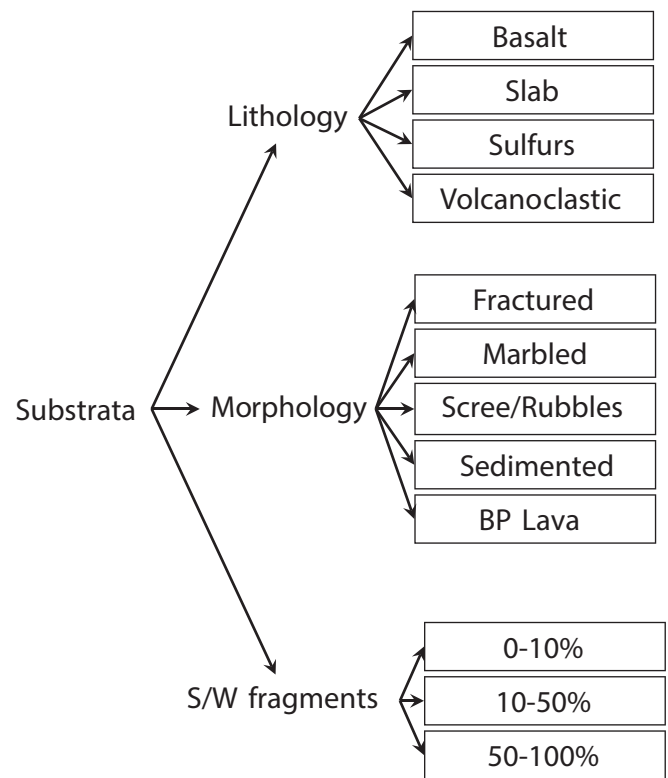 Substrata
Lithology
Basalt
Slab
Sulfurs
Volcanoclastic
Morphology
Fractured
Marbled
Scree/Rubbles
Sedimented
BP Lava
S/W fragments
0-10%
10-50%
50-100%